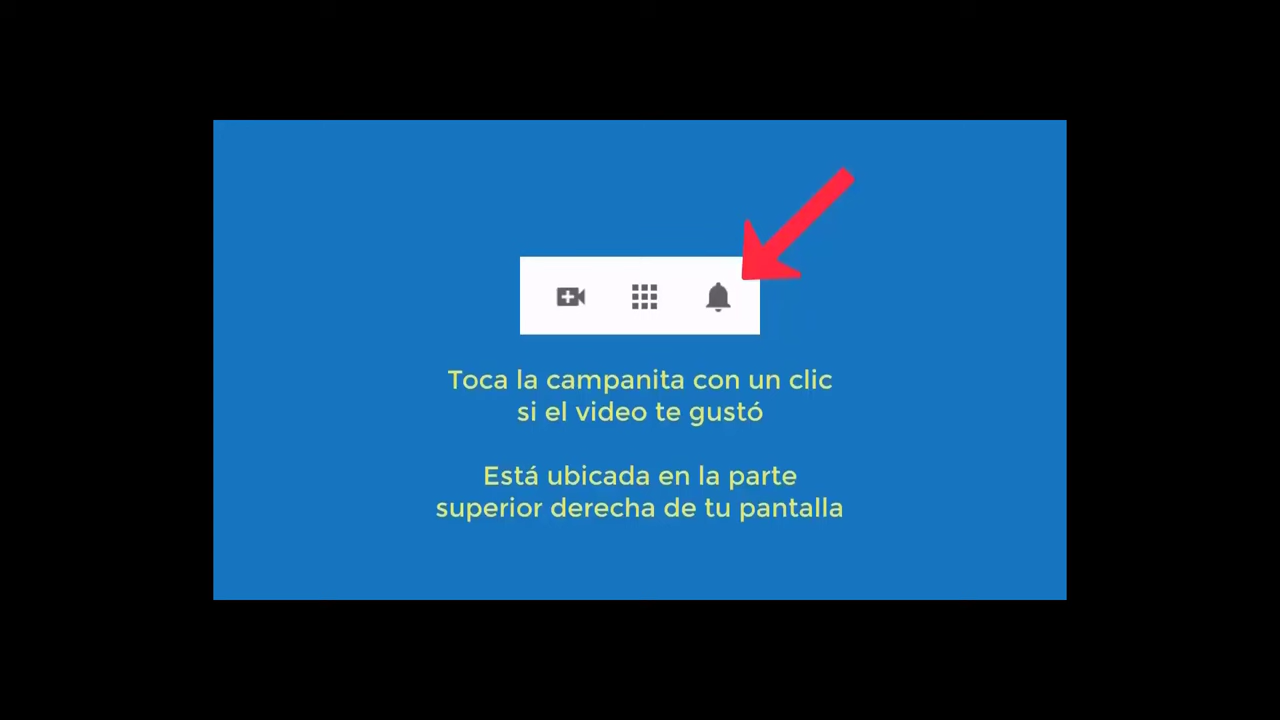 Toca la campanita con un clic
si el video te gustó
Está ubicada en la parte
superior derecha de tu pantalla